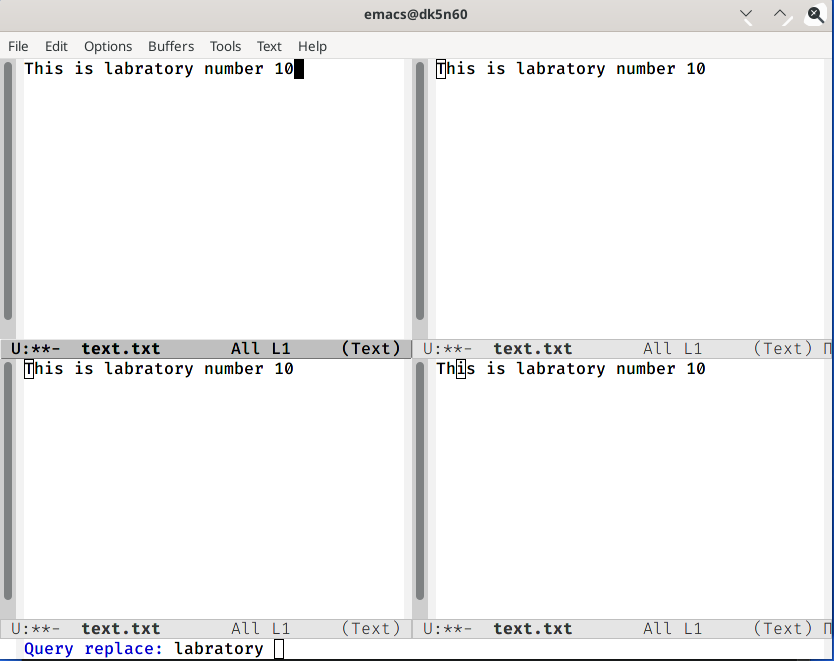 emacs@dk5n60
File Edit Options Buffers Tools Text Help
This is labratory number 10
This is labratory number 10
U:**- text.txt All L1 (Text)
U:**- text.txt All L1 (Text) П
This is labratory number 10
This is labratory number 10
U:**- text.txt All L1 (Text)
U:**- text.txt All L1 (Text) П
Query replace: labratory